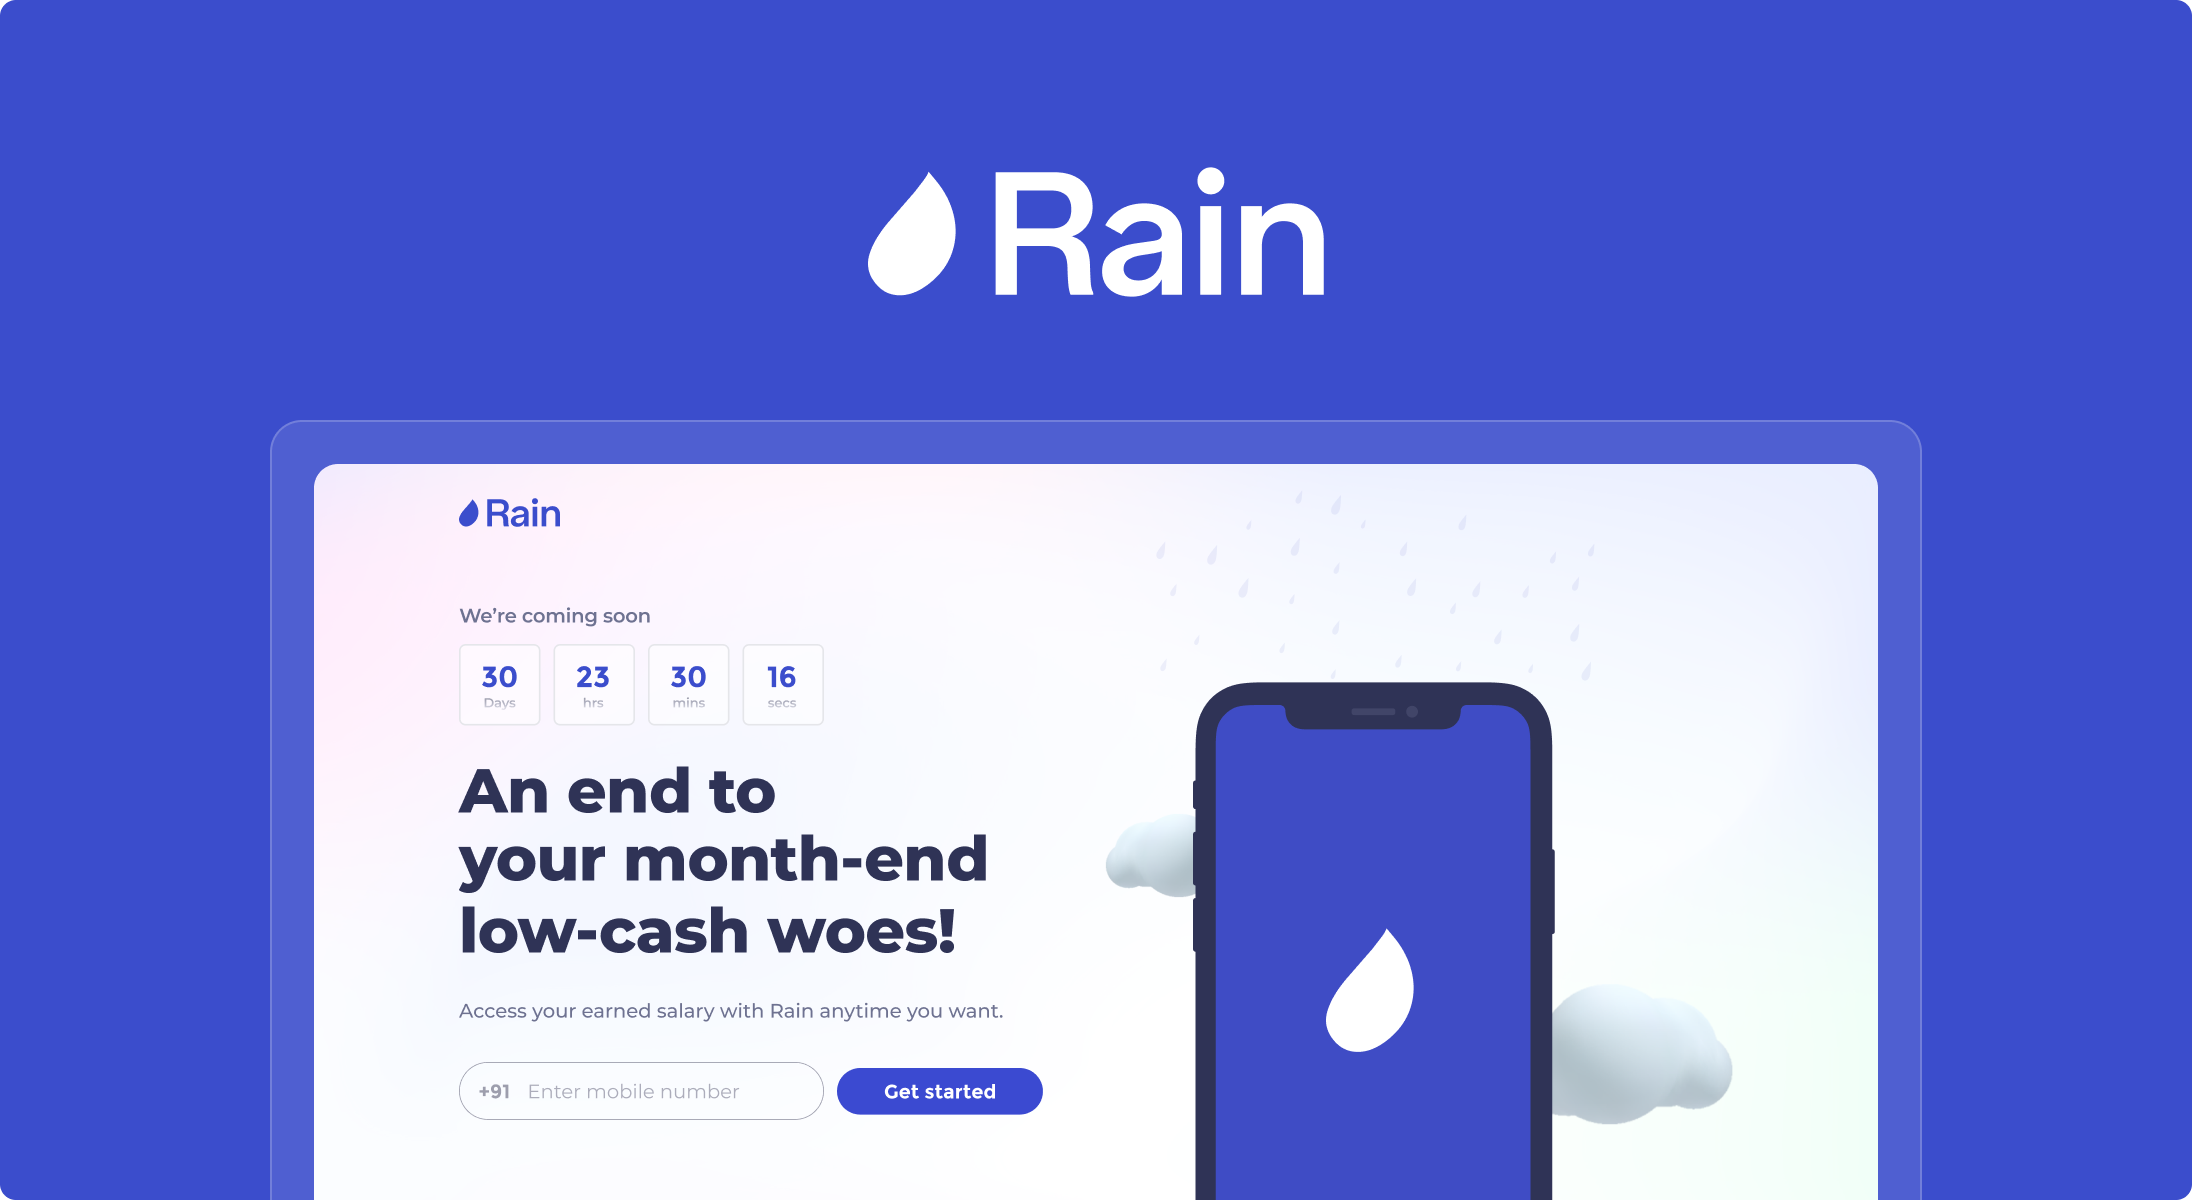 Rain
Rain
We’re coming soon
30 23 30 16
Days hrs mins secs
An end to
your month-end
low-cash woes!
Access your earned salary with Rain anytime you want.
+91 Enter mobile number Get started